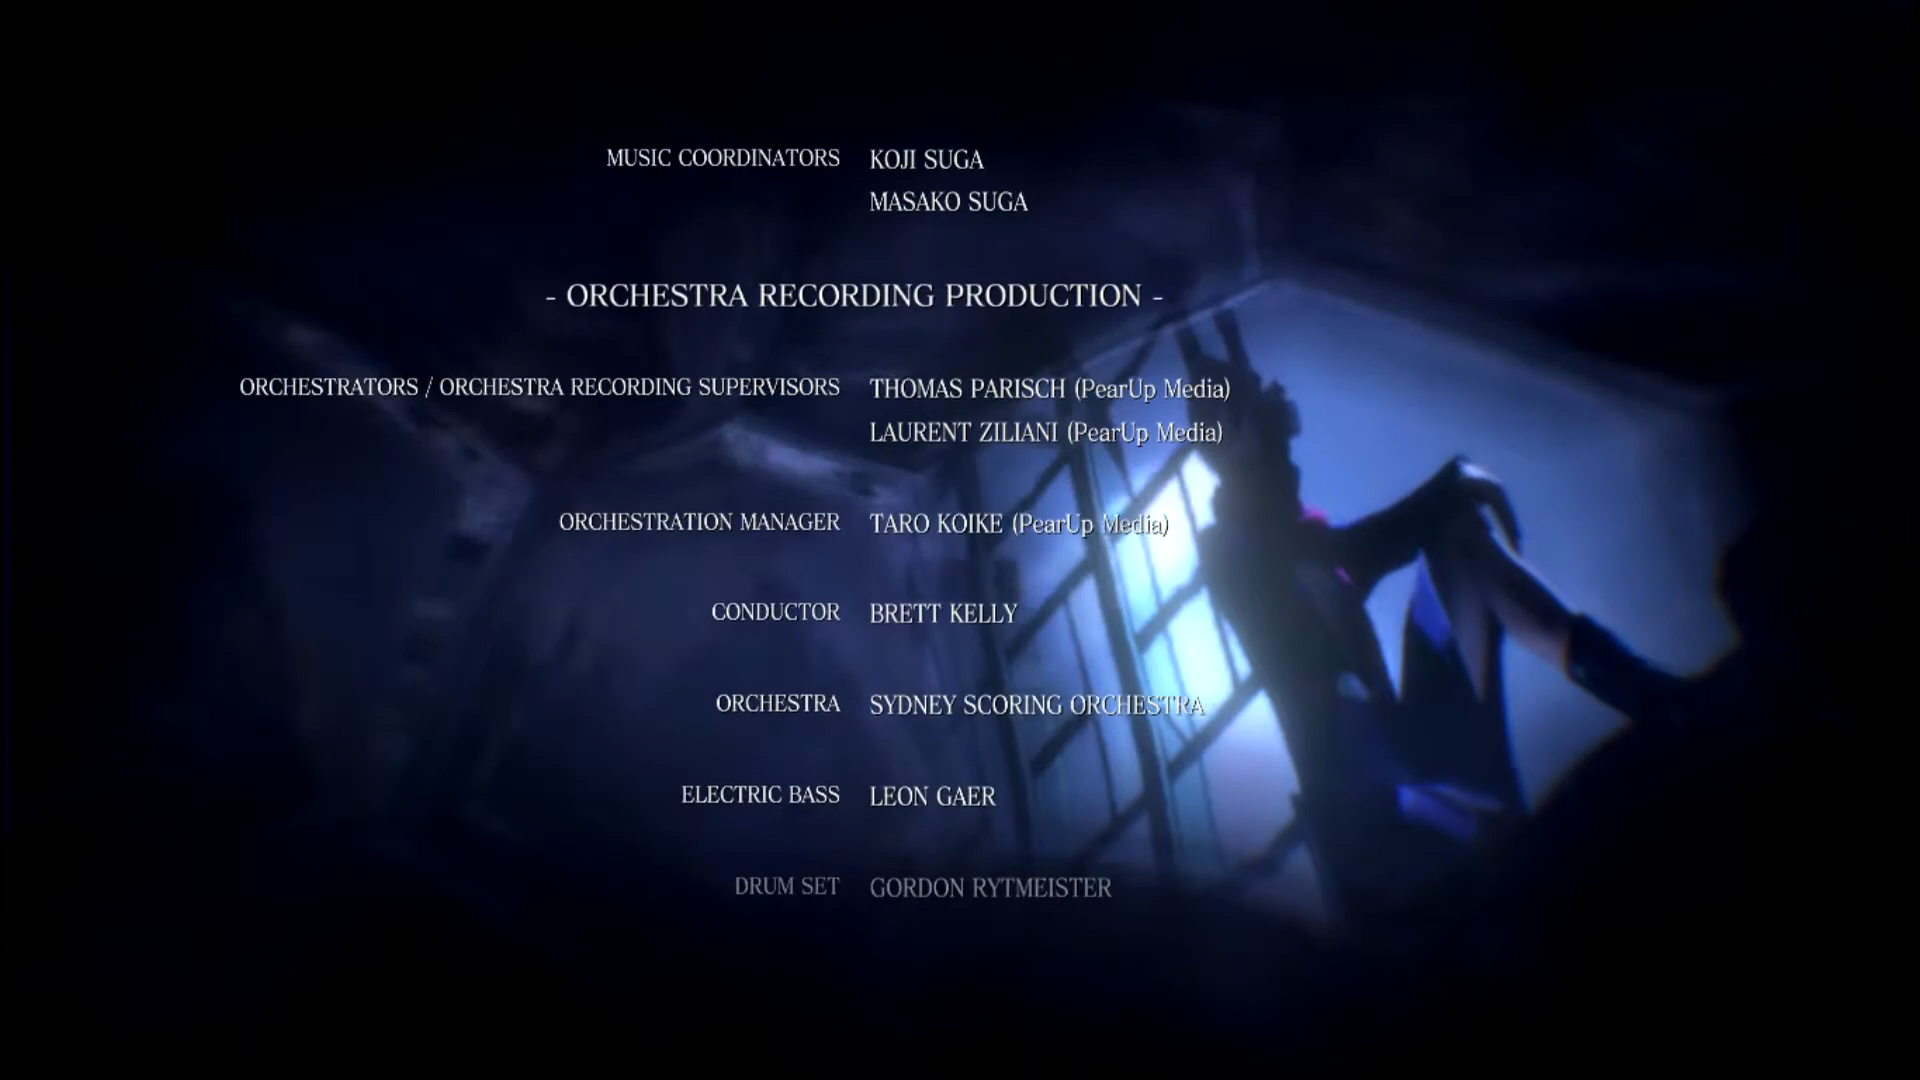 MUSIC COORDINATORS KOJI SUGA
MASAKO SUGA
- ORCHESTRA RECORDING PRODUCTION -
ORCHESTRATORS / ORCHESTRA RECORDING SUPERVISORS THOMAS PARISCH (PearUp Media)
LAURENT ZILIANI (PearUp Media)
ORCHESTRATION MANAGER TARO KOIKE (PearUp Media)
CONDUCTOR BRETT KELLY
ORCHESTRA SYDNEY SCORING ORCHESTRA
ELECTRIC BASS LEON GAER
DRUM SET GORDON RYTMEISTER